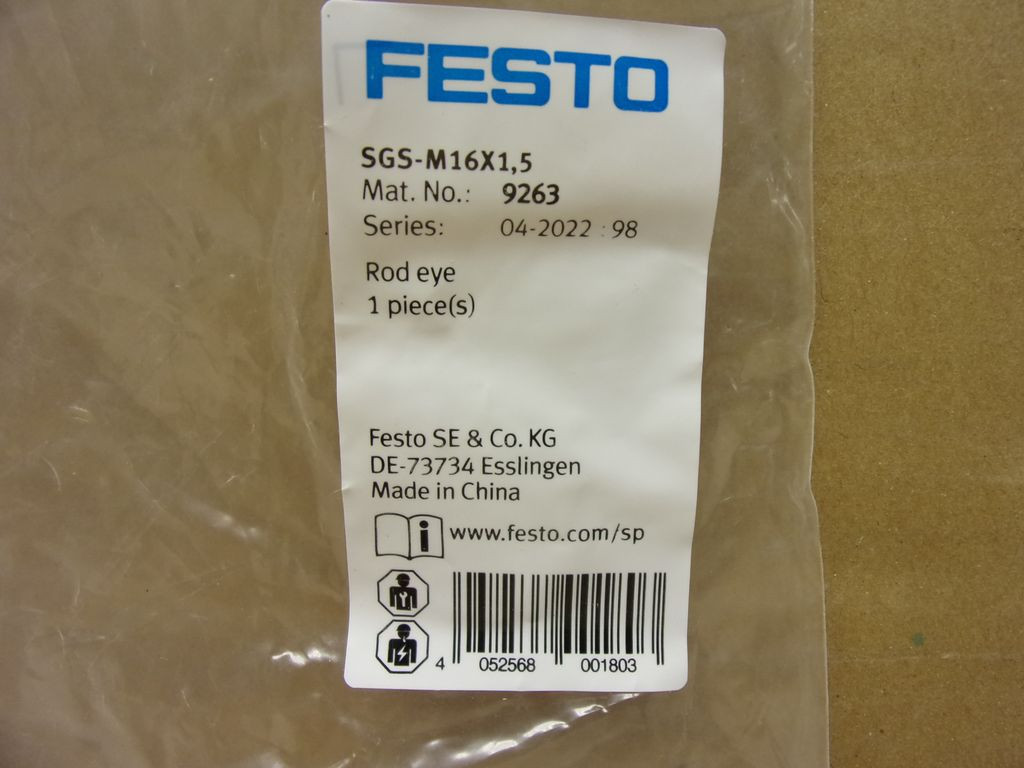 FESTO
SGS-M16X1,5
Mat. No.: 9263
Series: 04-2022 : 98
Rod eye
1 piece(s)
Festo SE & Co. KG
DE-73734 Esslingen
Made in China
i www.festo.com/sp
4 052568 001803